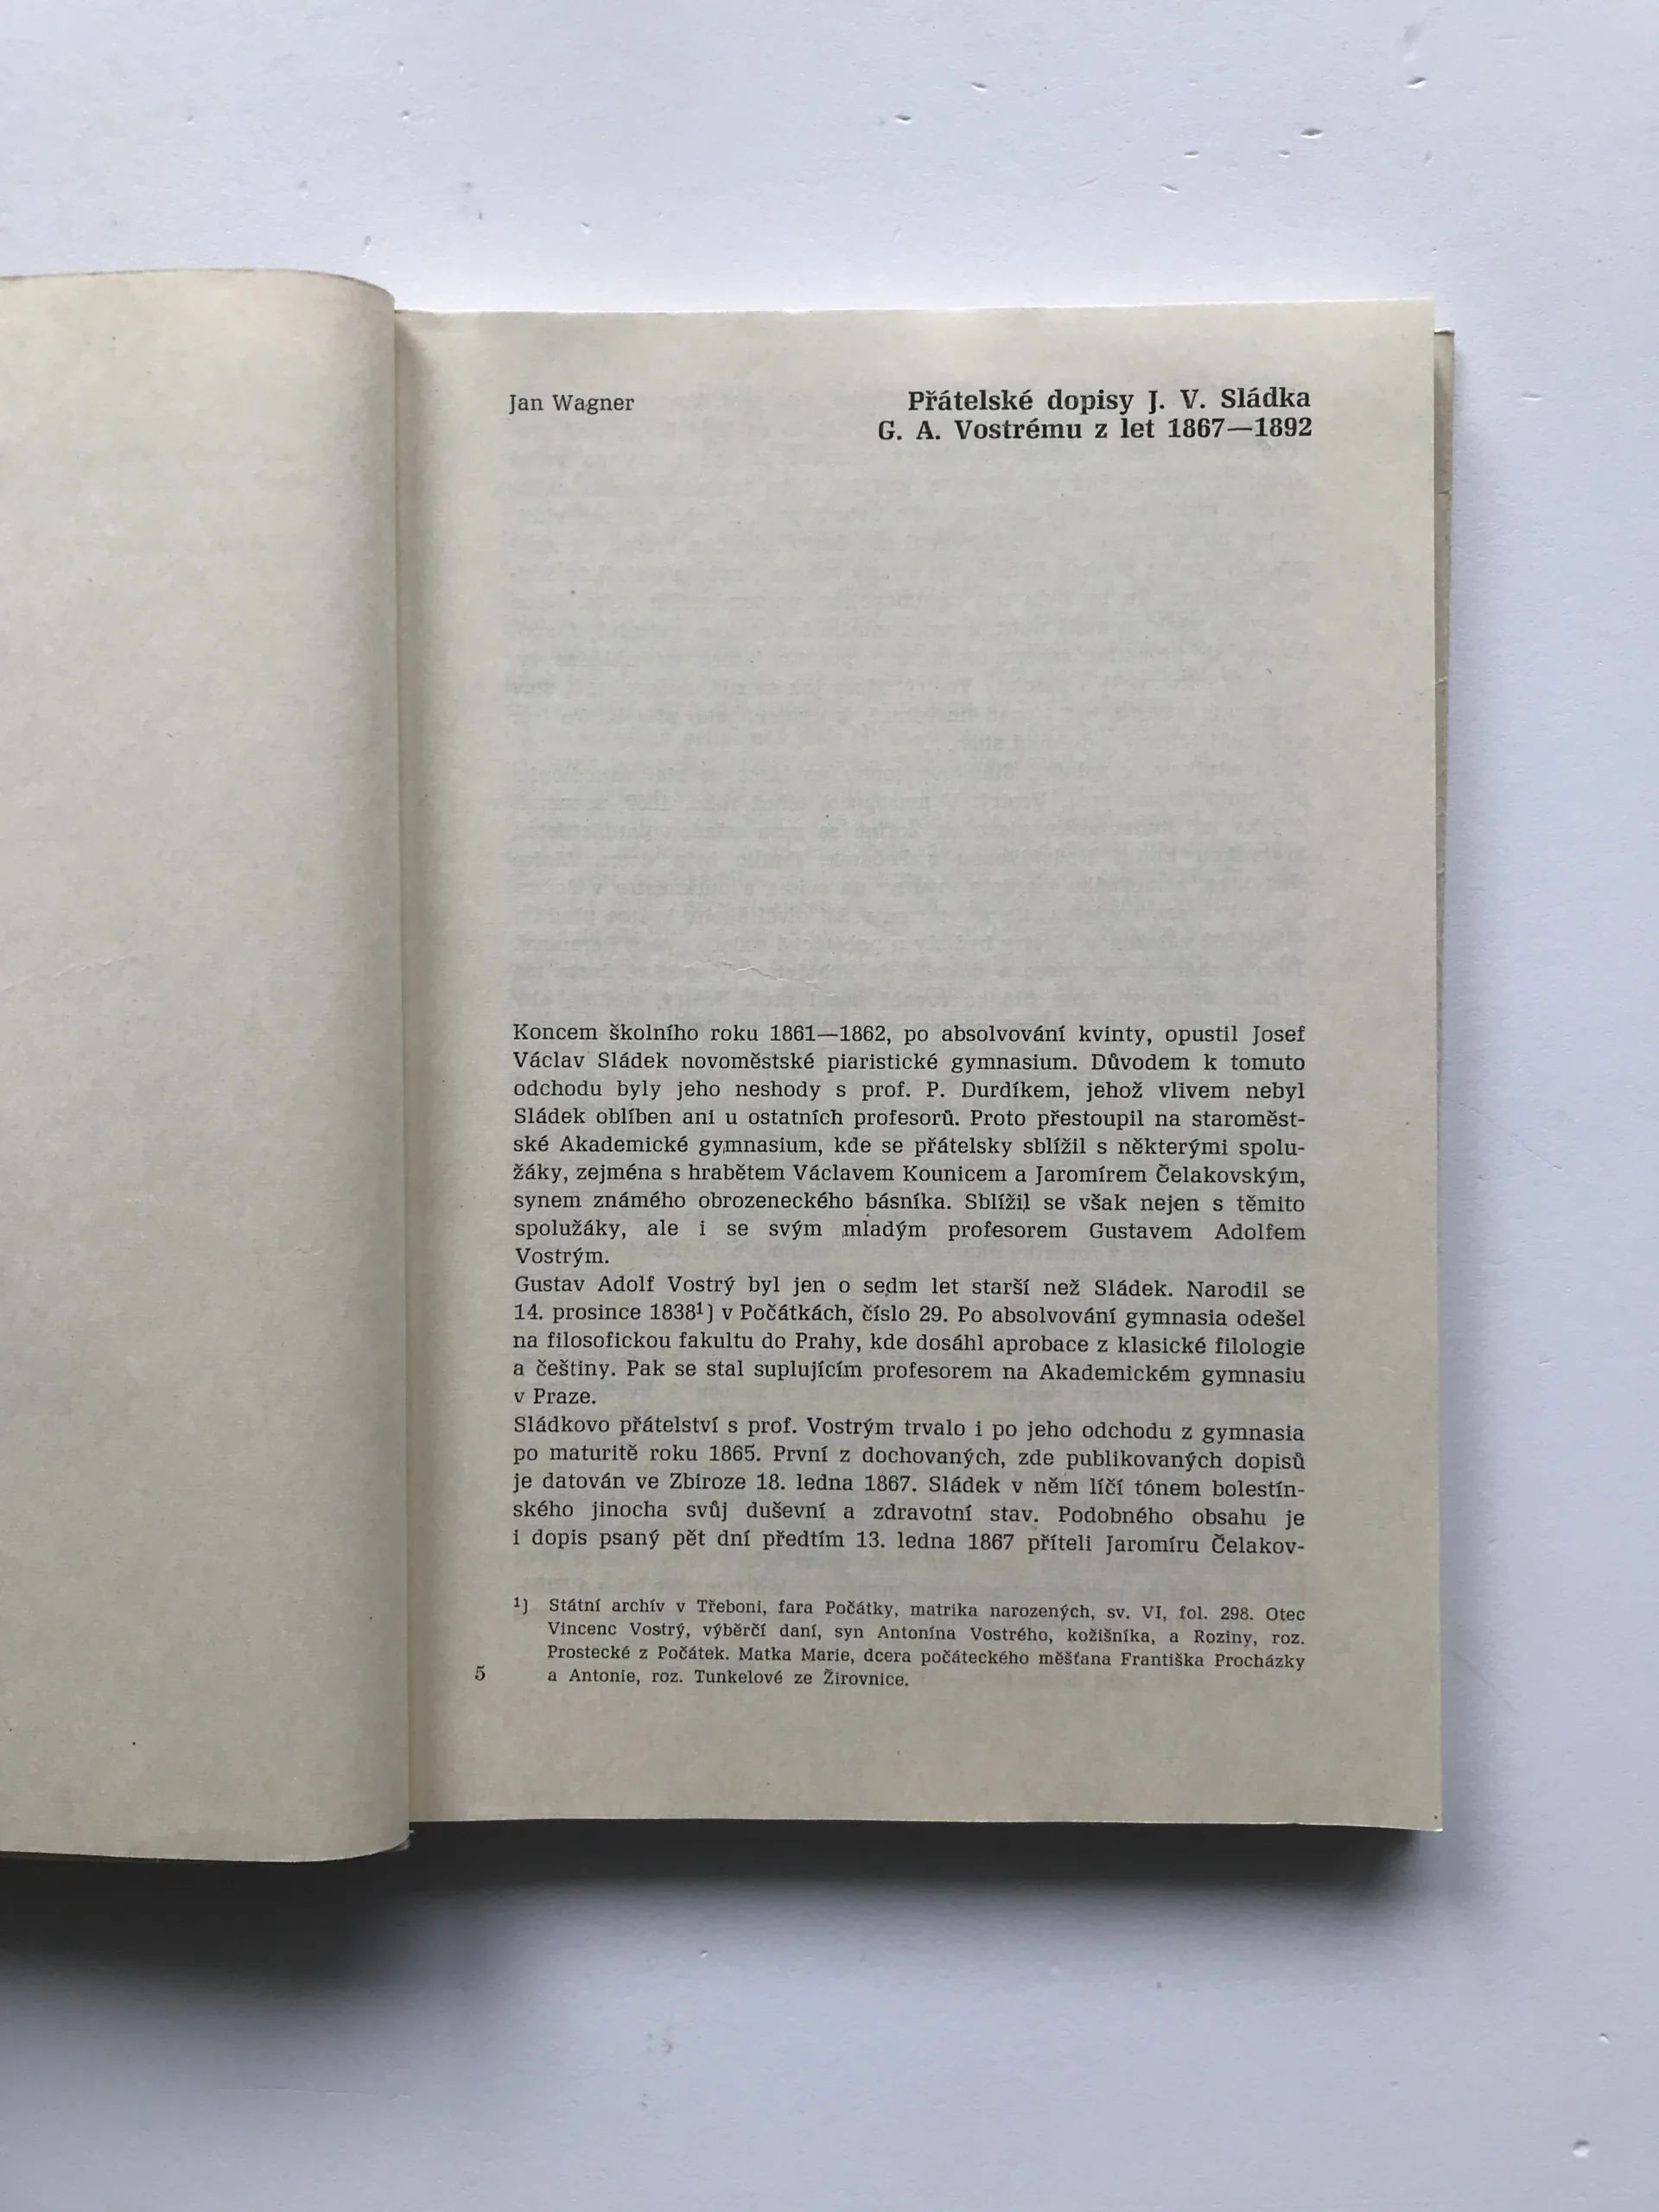 Jan Wagner
Přátelské dopisy J. V. Sládka
G. A. Vostrému z let 1867—1892
Koncem školního roku 1861—1862, po absolvování kvinty, opustil Josef
Václav Sládek novoměstské piaristické gymnasium. Důvodem k tomuto
odchodu byly jeho neshody s prof. P. Durdíkem, jehož vlivem nebyl
Sládek oblíben ani u ostatních profesorů. Proto přestoupil na staroměst-
ské Akademické gymnasium, kde se přátelsky sblížil s některými spolu-
žáky, zejména s hrabětem Václavem Kounicem a Jaromírem Čelakovským,
synem známého obrozeneckého básníka. Sblížil se však nejen s těmito
spolužáky, ale i se svým mladým profesorem Gustavem Adolfem
Vostrým.
Gustav Adolf Vostrý byl jen o sedm let starší než Sládek. Narodil se
14. prosince 1838¹) v Počátkách, číslo 29. Po absolvování gymnasia odešel
na filosofickou fakultu do Prahy, kde dosáhl aprobace z klasické filologie
a češtiny. Pak se stal suplujícím profesorem na Akademickém gymnasiu
v Praze.
Sládkovo přátelství s prof. Vostrým trvalo i po jeho odchodu z gymnasia
po maturitě roku 1865. První z dochovaných, zde publikovaných dopisů
je datován ve Zbiroze 18. ledna 1867. Sládek v něm líčí tónem bolestín-
ského jinocha svůj duševní a zdravotní stav. Podobného obsahu je
i dopis psaný pět dní předtím 13. ledna 1867 příteli Jaromíru Čelakov-
¹) Státní archív v Třeboni, fara Počátky, matrika narozených, sv. VI, fol. 298. Otec
Vincenc Vostrý, výběrčí daní, syn Antonína Vostrého, kožišníka, a Roziny, roz.
Prostecké z Počátek. Matka Marie, dcera počáteckého měšťana Františka Procházky
a Antonie, roz. Tunkelové ze Žirovnice.
5